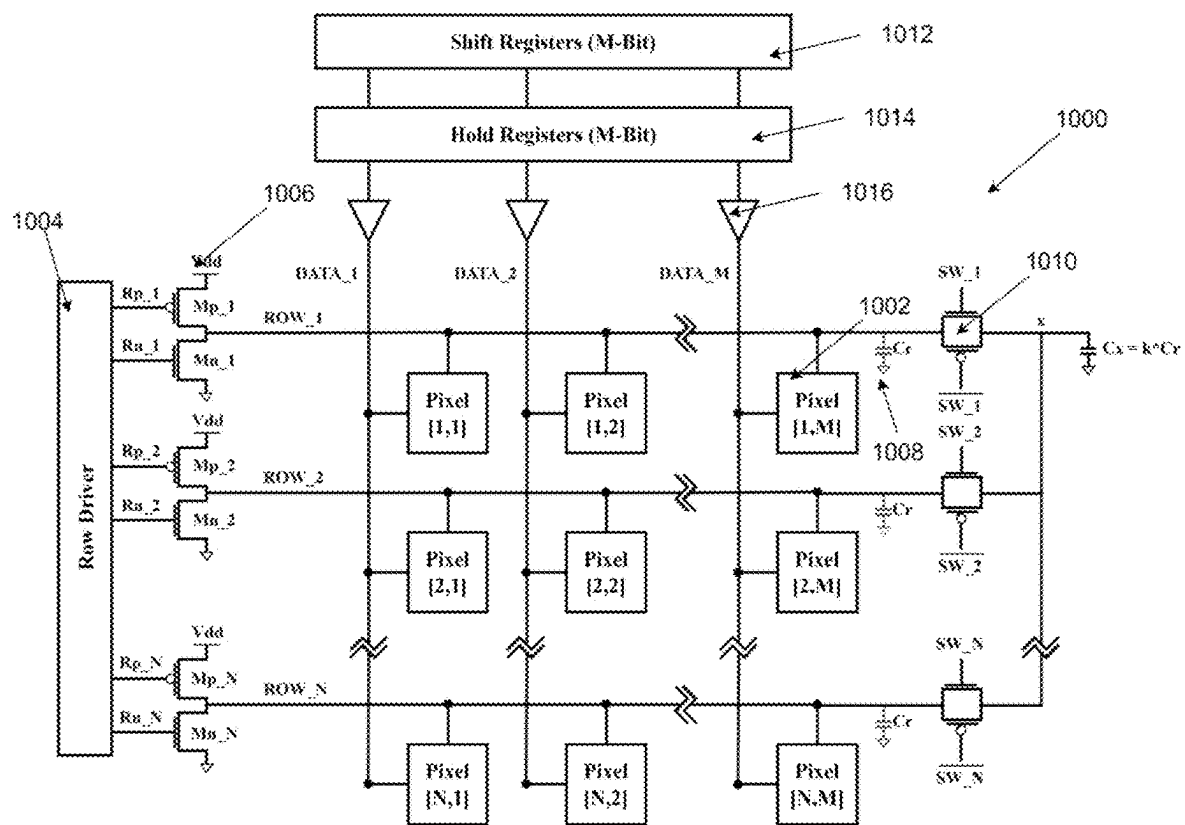 Shift Registers (M-Bit)
1012
Hold Registers (M-Bit)
1014
1000
1004
1006
1016
Vdd
DATA_1
DATA_2
DATA_M
SW_1
1010
Rp_1
Mp_1
ROW_1
1002
Cr
x
Cx = k*Cr
Rn_1
Mn_1
Pixel
[1,1]
Pixel
[1,2]
Pixel
[1,M]
1008
SW_1
Vdd
SW_2
Rp_2
Mp_2
ROW_2
Cr
Rn_2
Mn_2
Row Driver
Pixel
[2,1]
Pixel
[2,2]
Pixel
[2,M]
SW_2
Vdd
SW_N
Rp_N
Mp_N
ROW_N
Cr
Rn_N
Mn_N
Pixel
[N,1]
Pixel
[N,2]
Pixel
[N,M]
SW_N